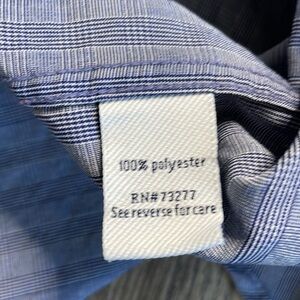 100% polyester
RN#73277
See reverse for care